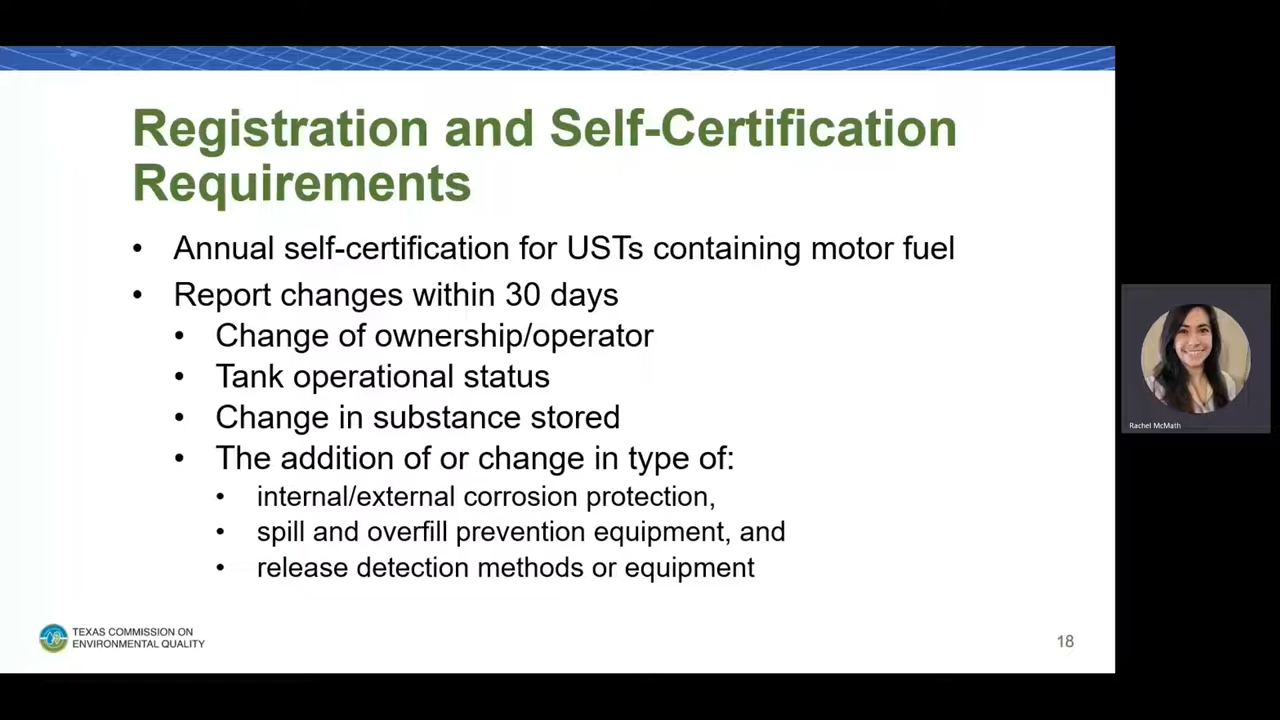 Registration and Self-Certification
Requirements
• Annual self-certification for USTs containing motor fuel
• Report changes within 30 days
• Change of ownership/operator
• Tank operational status
• Change in substance stored
• The addition of or change in type of:
• internal/external corrosion protection,
• spill and overfill prevention equipment, and
• release detection methods or equipment
Rachel McMath
TEXAS COMMISSION ON
ENVIRONMENTAL QUALITY
18